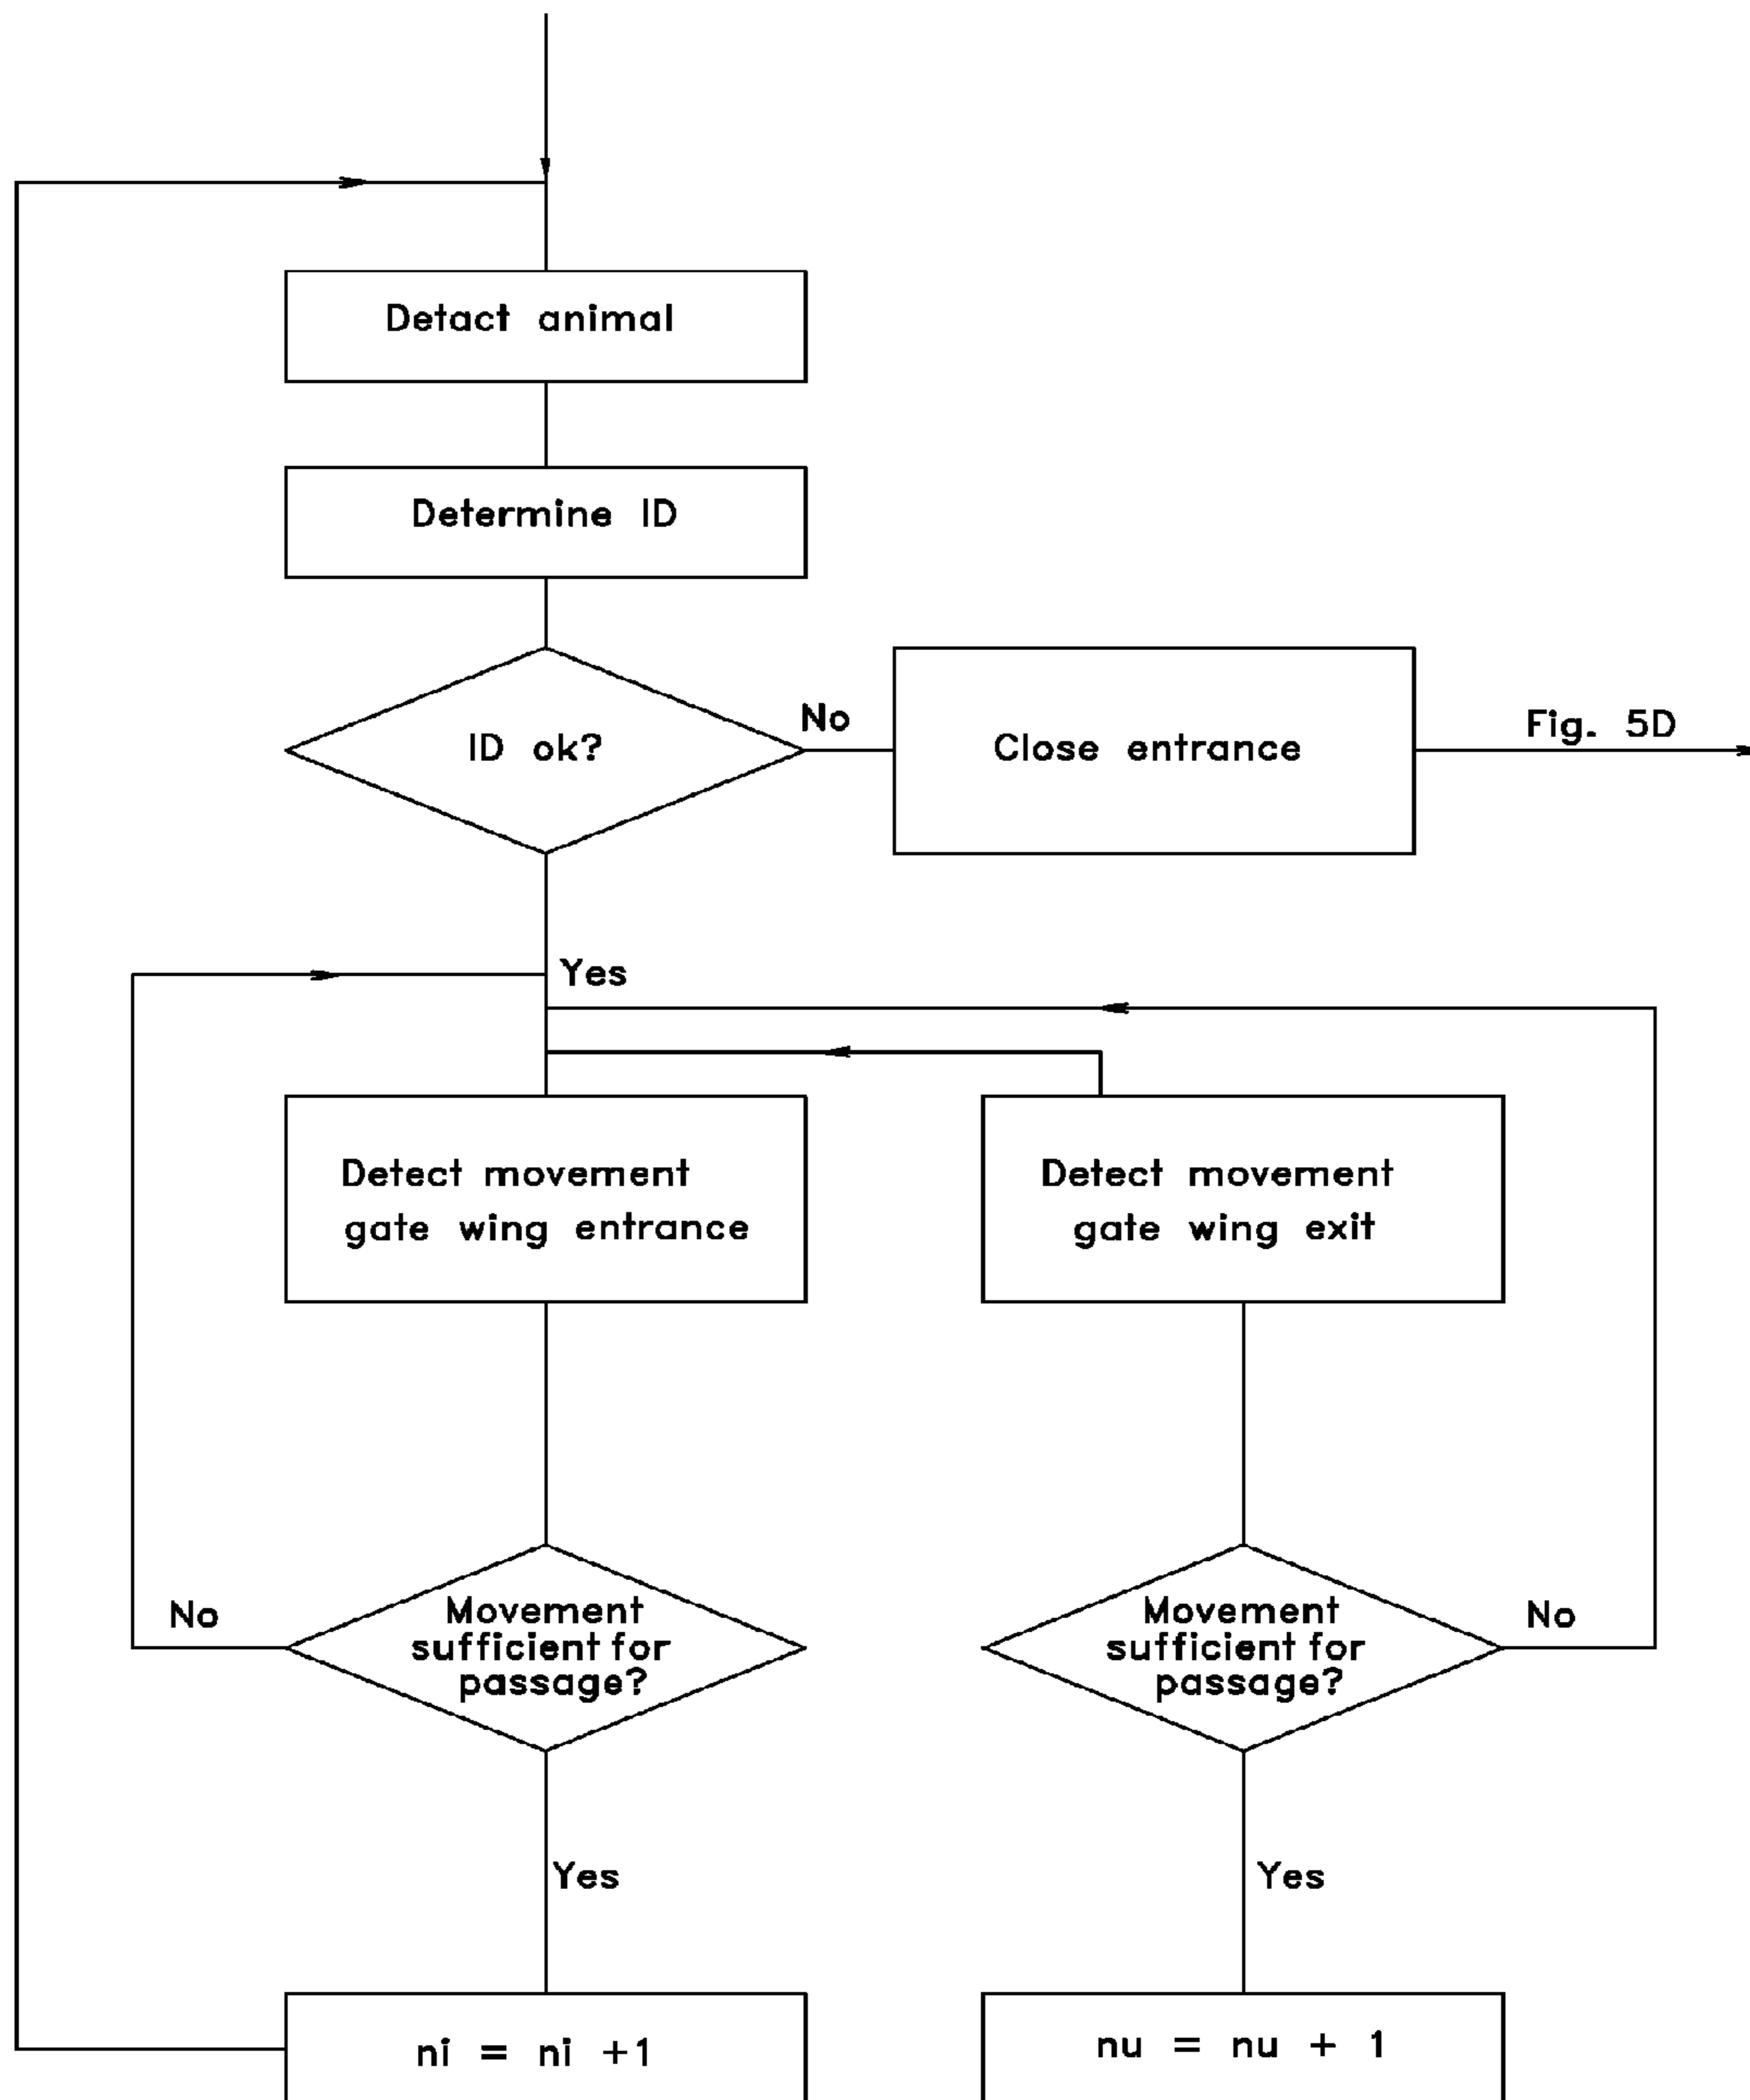 Detact animal
Determine ID
ID ok?
No
Close entrance
Fig. 5D
Yes
Detect movement
gate wing entrance
Detect movement
gate wing exit
No
Movement
sufficient for
passage?
Movement
sufficient for
passage?
No
Yes
Yes
ni = ni +1
nu = nu + 1